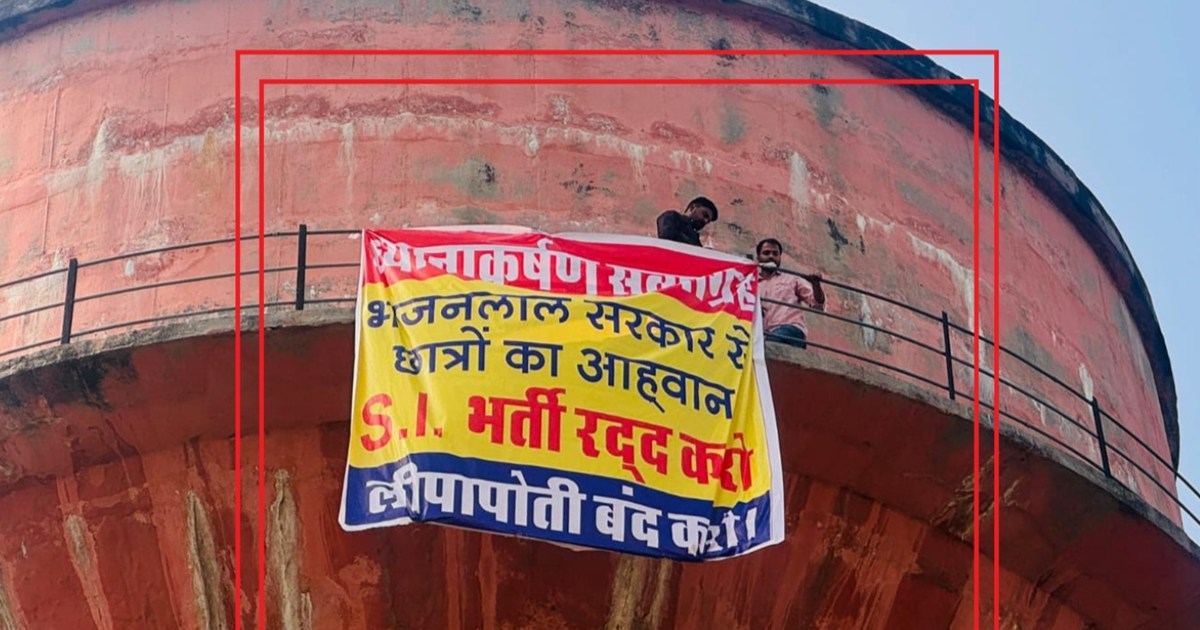 ध्यानाकर्षण सत्याग्रह
भजनलाल सरकार से
छात्रों का आह्वान
S.I. भर्ती रद्द करो
लीपापोती बंद करो।